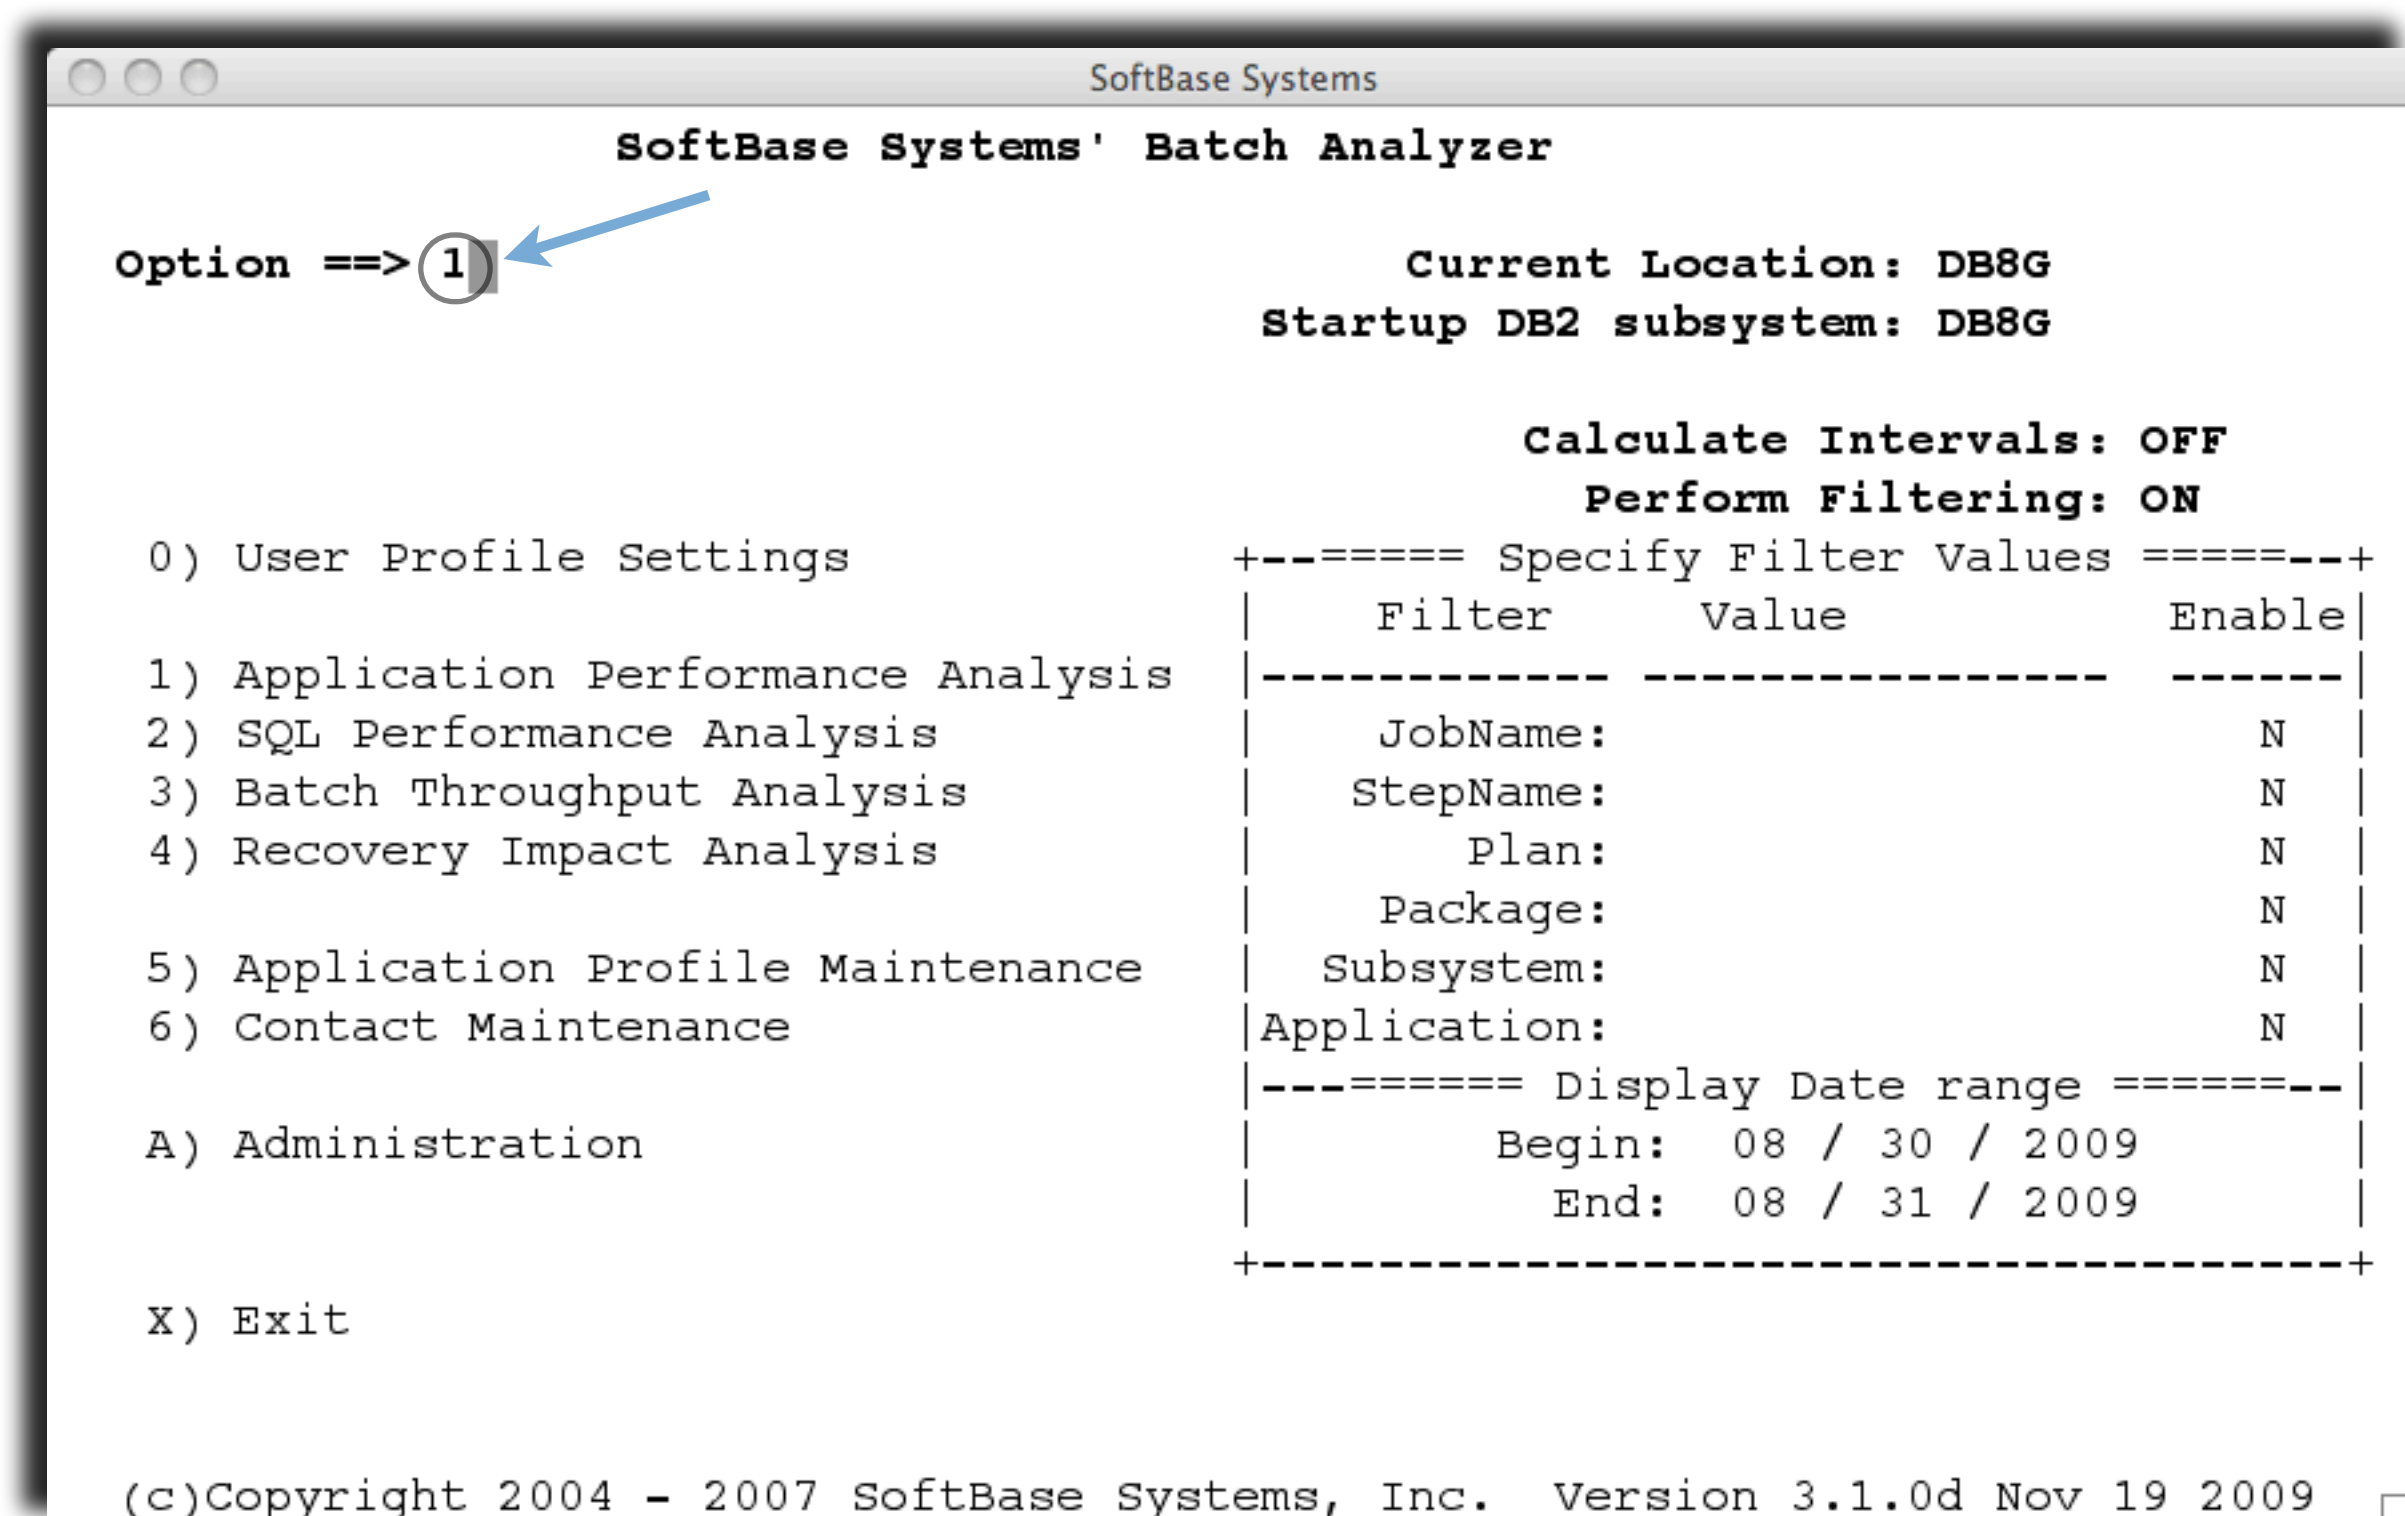 SoftBase Systems
SoftBase Systems' Batch Analyzer
Option ==> 1 Current Location: DB8G
Startup DB2 subsystem: DB8G
Calculate Intervals: OFF
Perform Filtering: ON
0) User Profile Settings +--===== Specify Filter Values =====--+
| Filter Value Enable|
1) Application Performance Analysis |------------ ---------------- ------|
2) SQL Performance Analysis | JobName: N |
3) Batch Throughput Analysis | StepName: N |
4) Recovery Impact Analysis | Plan: N |
| Package: N |
5) Application Profile Maintenance | Subsystem: N |
6) Contact Maintenance |Application: N |
|---====== Display Date range ======--|
A) Administration | Begin: 08 / 30 / 2009 |
| End: 08 / 31 / 2009 |
+-------------------------------------+
X) Exit
(c)Copyright 2004 - 2007 SoftBase Systems, Inc. Version 3.1.0d Nov 19 2009